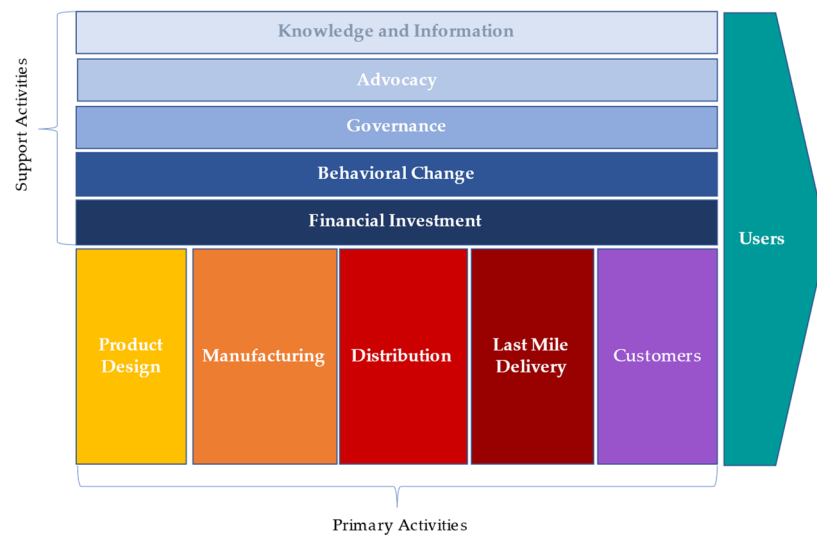 Support Activities
Knowledge and Information
Advocacy
Governance
Behavioral Change
Financial Investment
Product
Design
Manufacturing
Distribution
Last Mile
Delivery
Customers
Users
Primary Activities